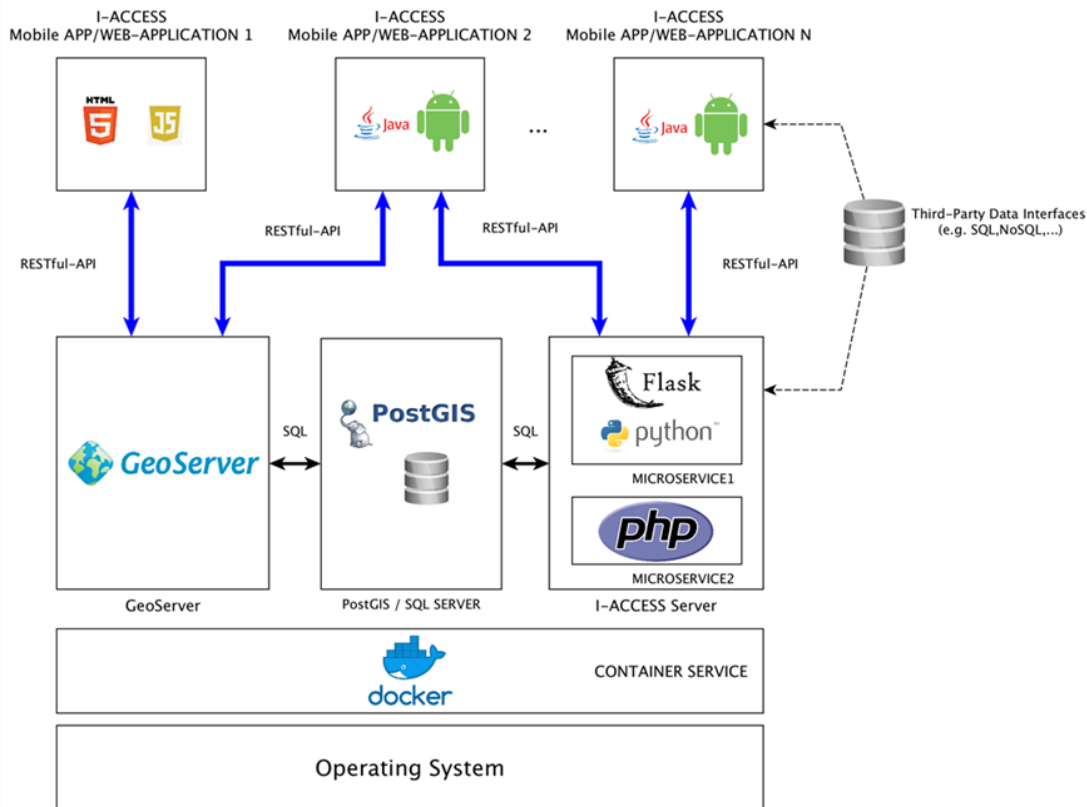 I-ACCESS
Mobile APP/WEB-APPLICATION 1
I-ACCESS
Mobile APP/WEB-APPLICATION 2
I-ACCESS
Mobile APP/WEB-APPLICATION N
HTML
5
JS
Java
...
Java
RESTful-API
RESTful-API
RESTful-API
RESTful-API
Third-Party Data Interfaces
(e.g. SQL,NoSQL,...)
GeoServer
SQL
PostGIS
SQL
Flask
python™
MICROSERVICE1
php
MICROSERVICE2
GeoServer
PostGIS / SQL SERVER
I-ACCESS Server
docker
CONTAINER SERVICE
Operating System